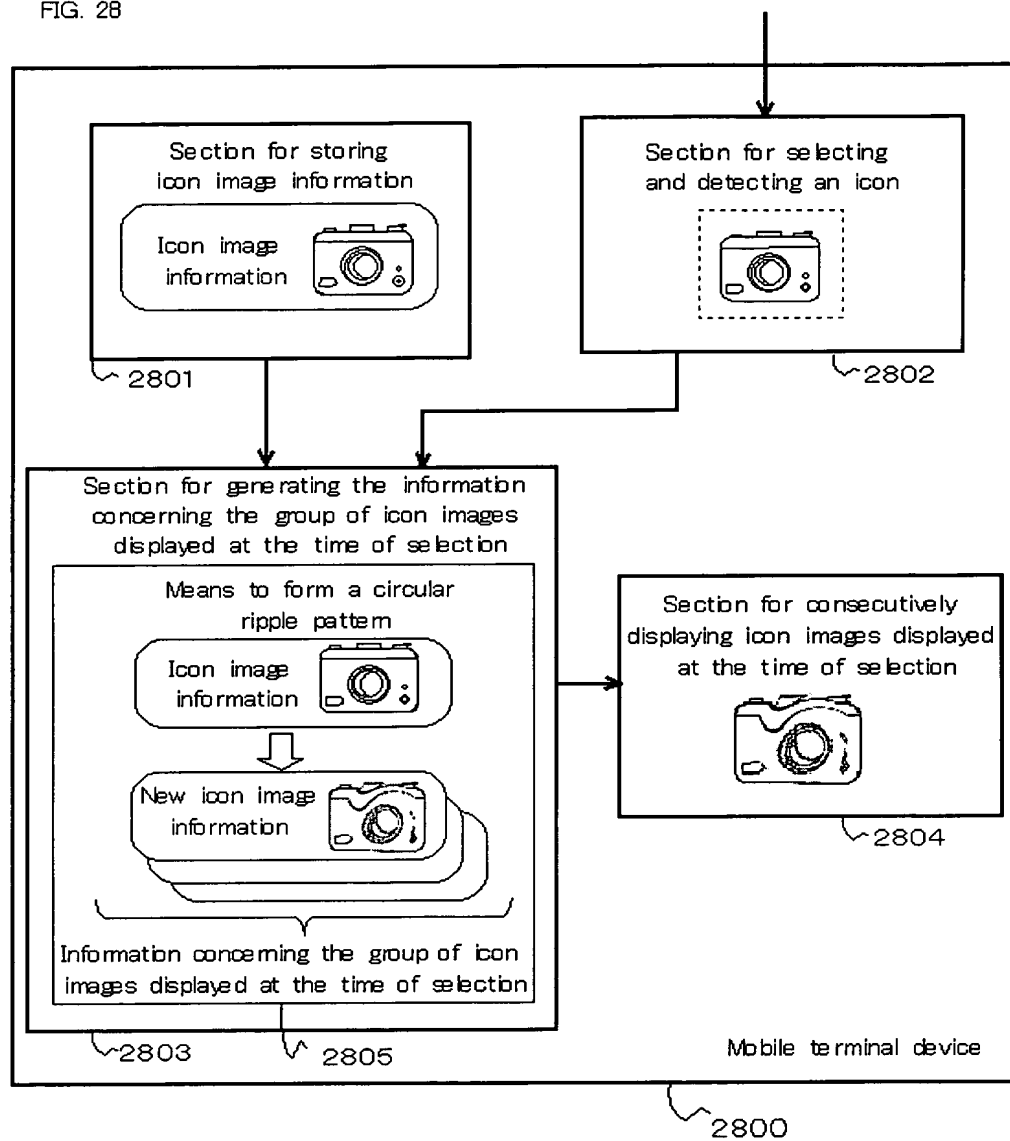 FIG. 28
Section for storing
icon image information
Icon image
information
2801
Section for selecting
and detecting an icon
2802
Section for generating the information
concerning the group of icon images
displayed at the time of selection
Means to form a circular
ripple pattern
Icon image
information
New icon image
information
Information concerning the group of icon
images displayed at the time of selection
2803
2805
Section for consecutively
displaying icon images displayed
at the time of selection
2804
Mobile terminal device
2800